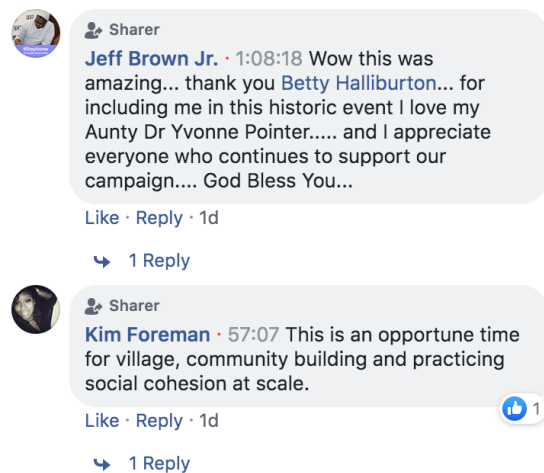 Sharer
Jeff Brown Jr. · 1:08:18 Wow this was
amazing... thank you Betty Halliburton... for
including me in this historic event I love my
Aunty Dr Yvonne Pointer..... and I appreciate
everyone who continues to support our
campaign.... God Bless You...
Like · Reply · 1d
1 Reply
Sharer
Kim Foreman · 57:07 This is an opportune time
for village, community building and practicing
social cohesion at scale.
1
Like · Reply · 1d
1 Reply